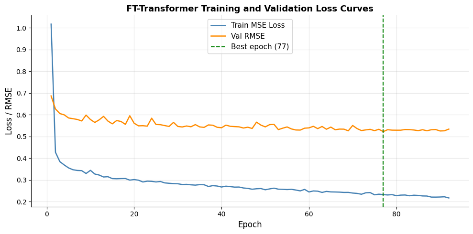 FT-Transformer Training and Validation Loss Curves
Train MSE Loss
Val RMSE
Best epoch (77)
Loss / RMSE
1.0
0.9
0.8
0.7
0.6
0.5
0.4
0.3
0.2
0
20
40
60
80
Epoch